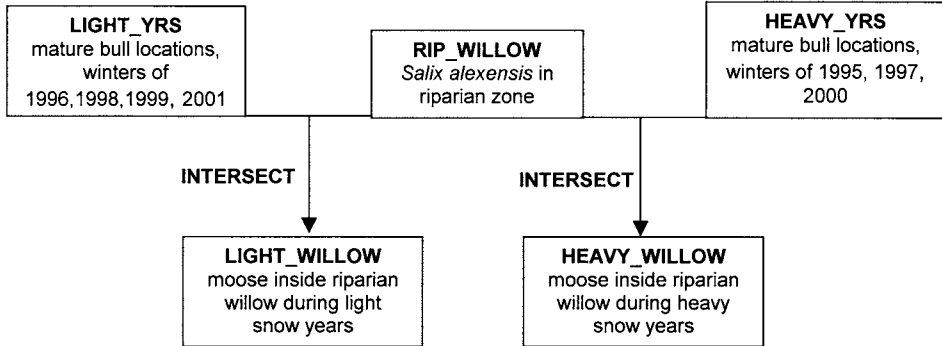 LIGHT_YRS
mature bull locations,
winters of
1996,1998,1999, 2001
RIP_WILLOW
Salix alexensis in
riparian zone
HEAVY_YRS
mature bull locations,
winters of 1995, 1997,
2000
INTERSECT
INTERSECT
LIGHT_WILLOW
moose inside riparian
willow during light
snow years
HEAVY_WILLOW
moose inside riparian
willow during heavy
snow years